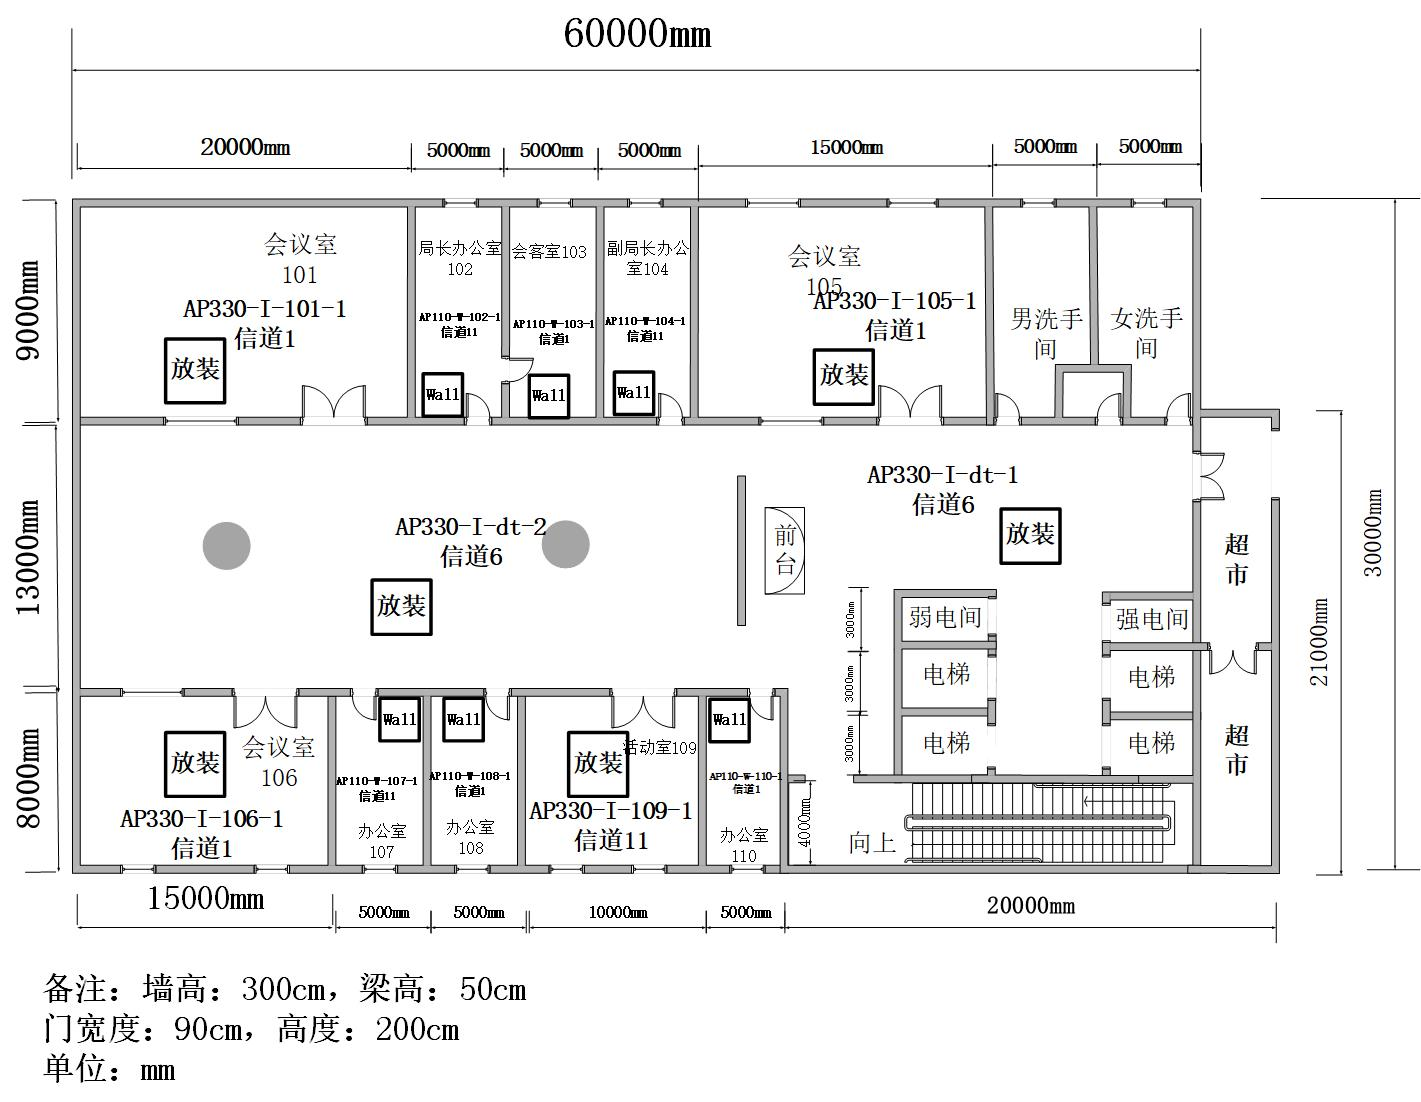 60000mm
20000mm
5000mm
5000mm
5000mm
15000mm
5000mm
5000mm
9000mm
13000mm
8000mm
30000mm
21000mm
会议室
101
AP330-I-101-1
信道1
放装
局长办公室
102
AP110-W-102-1
信道11
Wall
会客室103
AP110-W-103-1
信道1
Wall
副局长办公
室104
AP110-W-104-1
信道11
Wall
会议室
105
AP330-I-105-1
信道1
放装
男洗手
间
女洗手
间
AP330-I-dt-2
信道6
放装
前
台
AP330-I-dt-1
信道6
放装
超
市
3000mm
3000mm
3000mm
弱电间
强电间
电梯
电梯
电梯
电梯
超
市
放装
会议室
106
AP330-I-106-1
信道1
Wall
AP110-W-107-1
信道11
办公室
107
Wall
AP110-W-108-1
信道1
办公室
108
放装
活动室109
AP330-I-109-1
信道11
Wall
AP110-W-110-1
信道1
办公室
110
4000mm
向上
15000mm
5000mm
5000mm
10000mm
5000mm
20000mm
备注：墙高：300cm，梁高：50cm
门宽度：90cm，高度：200cm
单位：mm